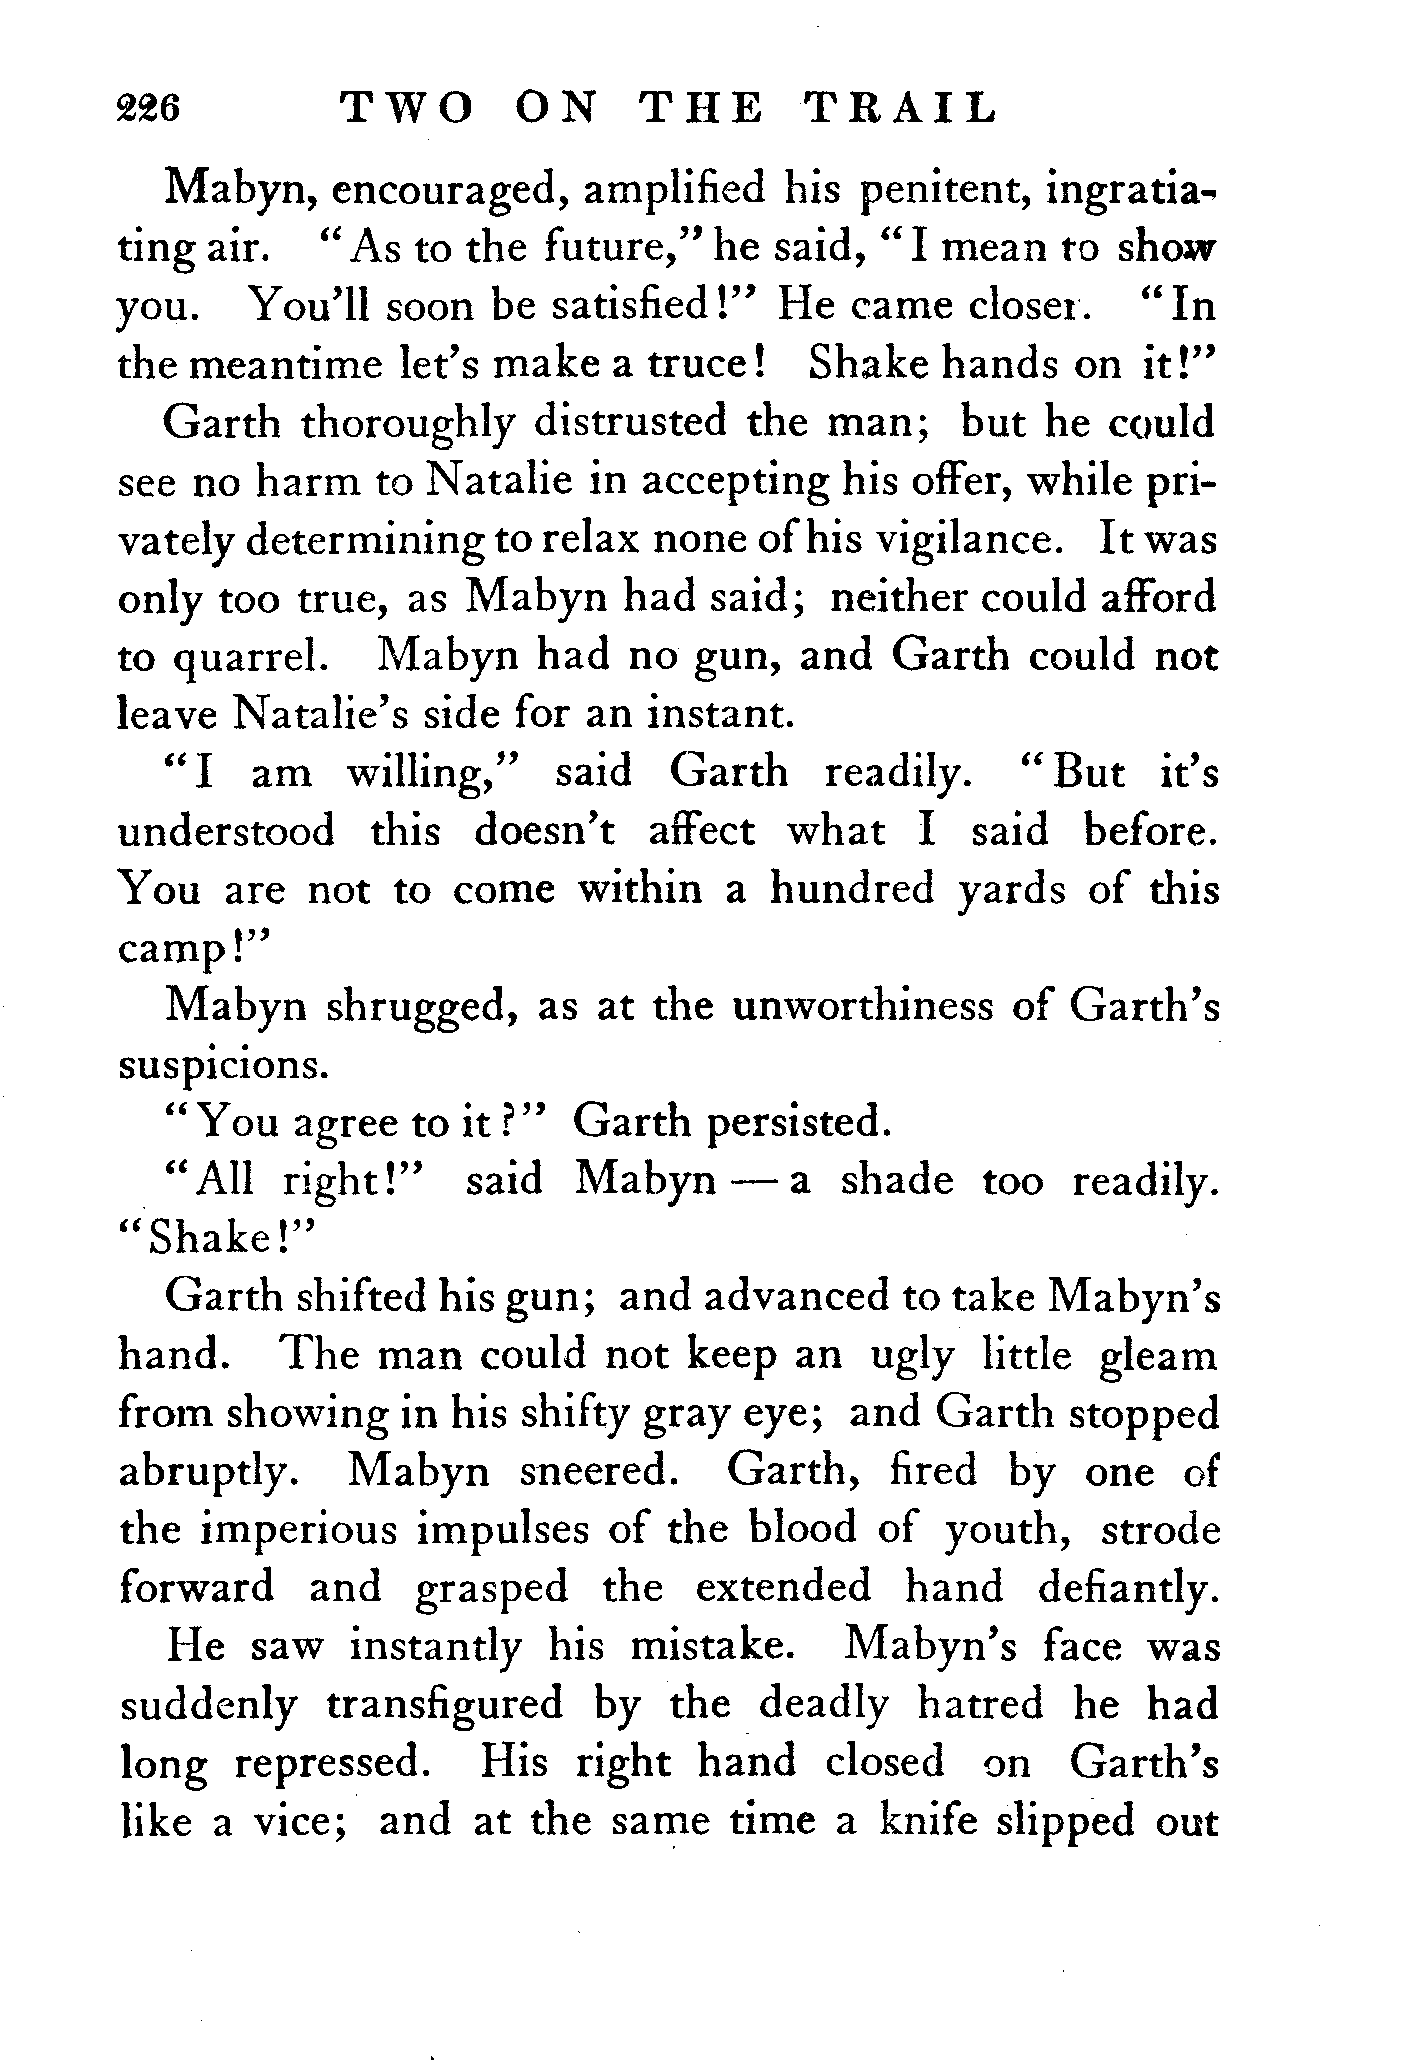 226 TWO ON THE TRAIL
Mabyn, encouraged, amplified his penitent, ingratia-
ting air. "As to the future," he said, "I mean to show
you. You'll soon be satisfied!" He came closer. "In
the meantime let's make a truce! Shake hands on it!"
Garth thoroughly distrusted the man; but he could
see no harm to Natalie in accepting his offer, while pri-
vately determining to relax none of his vigilance. It was
only too true, as Mabyn had said; neither could afford
to quarrel. Mabyn had no gun, and Garth could not
leave Natalie's side for an instant.
"I am willing," said Garth readily. "But it's
understood this doesn't affect what I said before.
You are not to come within a hundred yards of this
camp!"
Mabyn shrugged, as at the unworthiness of Garth's
suspicions.
"You agree to it?" Garth persisted.
"All right!" said Mabyn — a shade too readily.
"Shake!"
Garth shifted his gun; and advanced to take Mabyn's
hand. The man could not keep an ugly little gleam
from showing in his shifty gray eye; and Garth stopped
abruptly. Mabyn sneered. Garth, fired by one of
the imperious impulses of the blood of youth, strode
forward and grasped the extended hand defiantly.
He saw instantly his mistake. Mabyn's face was
suddenly transfigured by the deadly hatred he had
long repressed. His right hand closed on Garth's
like a vice; and at the same time a knife slipped out